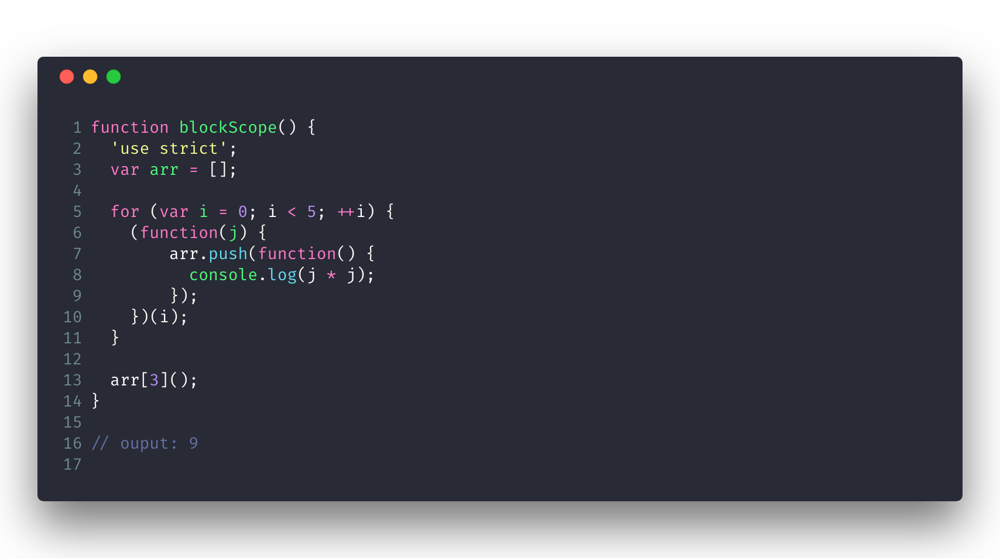 1 function blockScope() {
2   'use strict';
3   var arr = [];
4
5   for (var i = 0; i < 5; ++i) {
6     (function(j) {
7         arr.push(function() {
8           console.log(j * j);
9         });
10     })(i);
11   }
12
13   arr[3]();
14 }
15
16 // ouput: 9
17